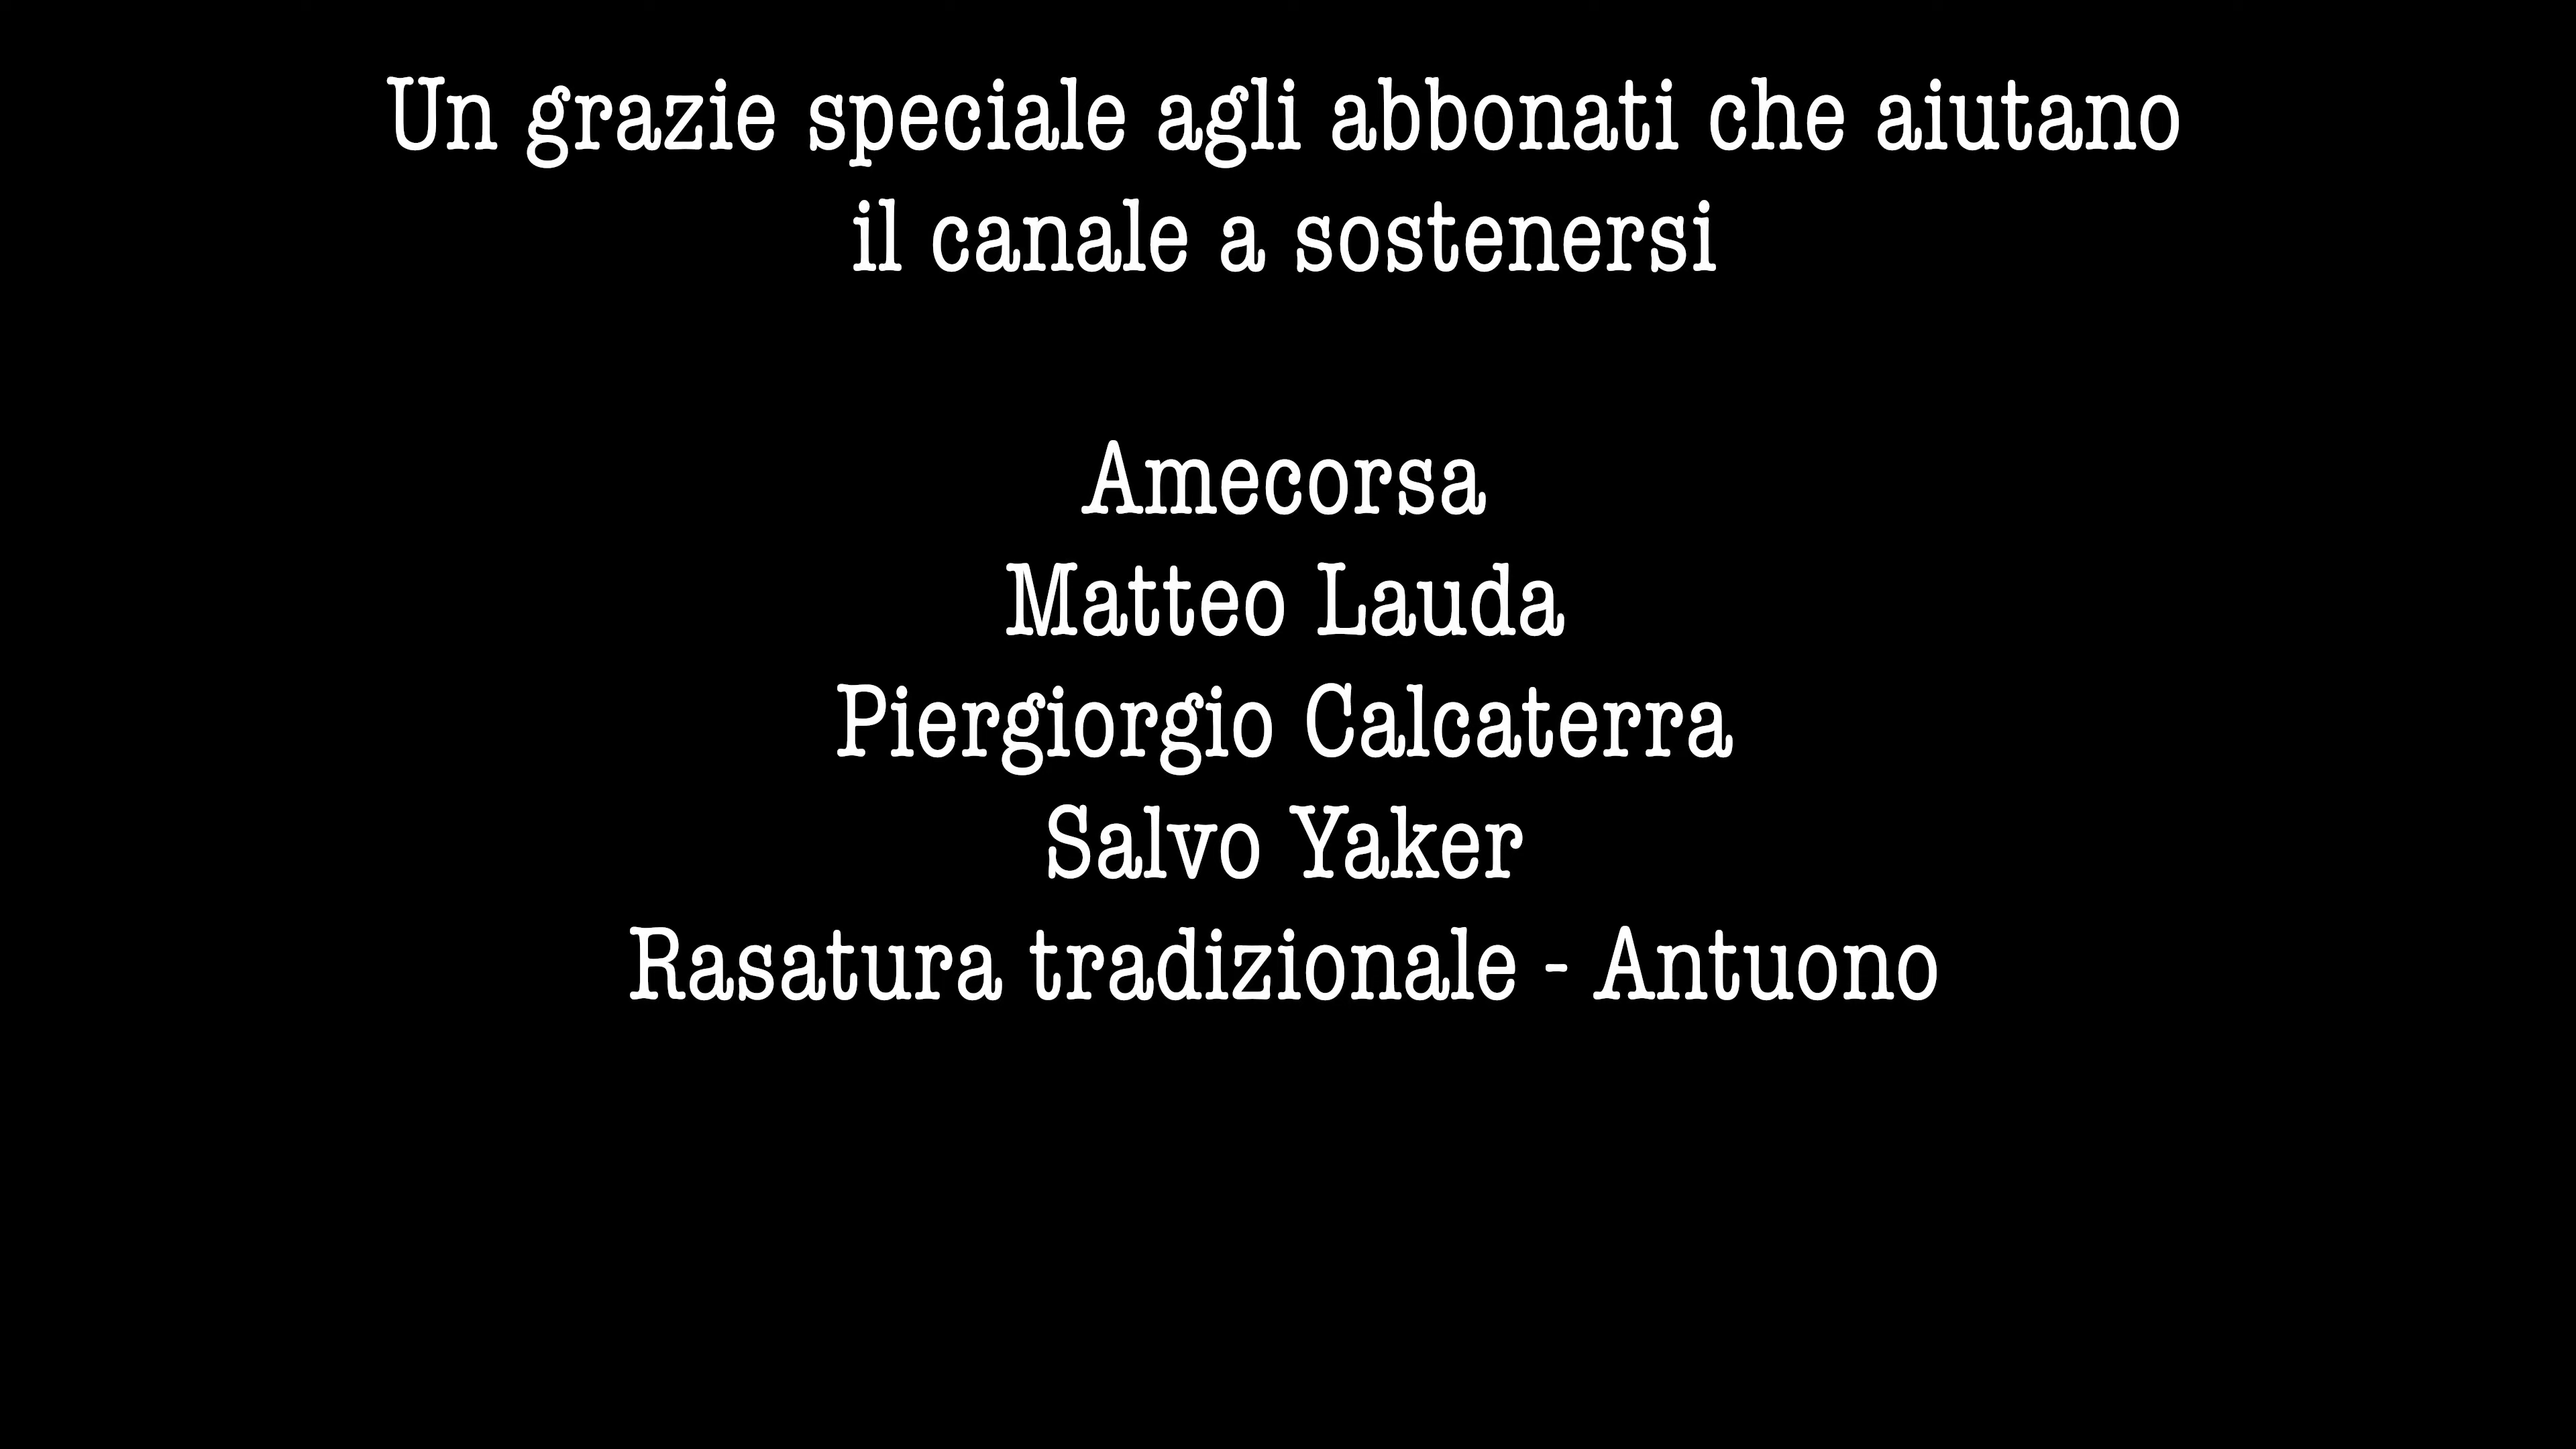 Un grazie speciale agli abbonati che aiutano
il canale a sostenersi
Amecorsa
Matteo Lauda
Piergiorgio Calcaterra
Salvo Yaker
Rasatura tradizionale - Antuono